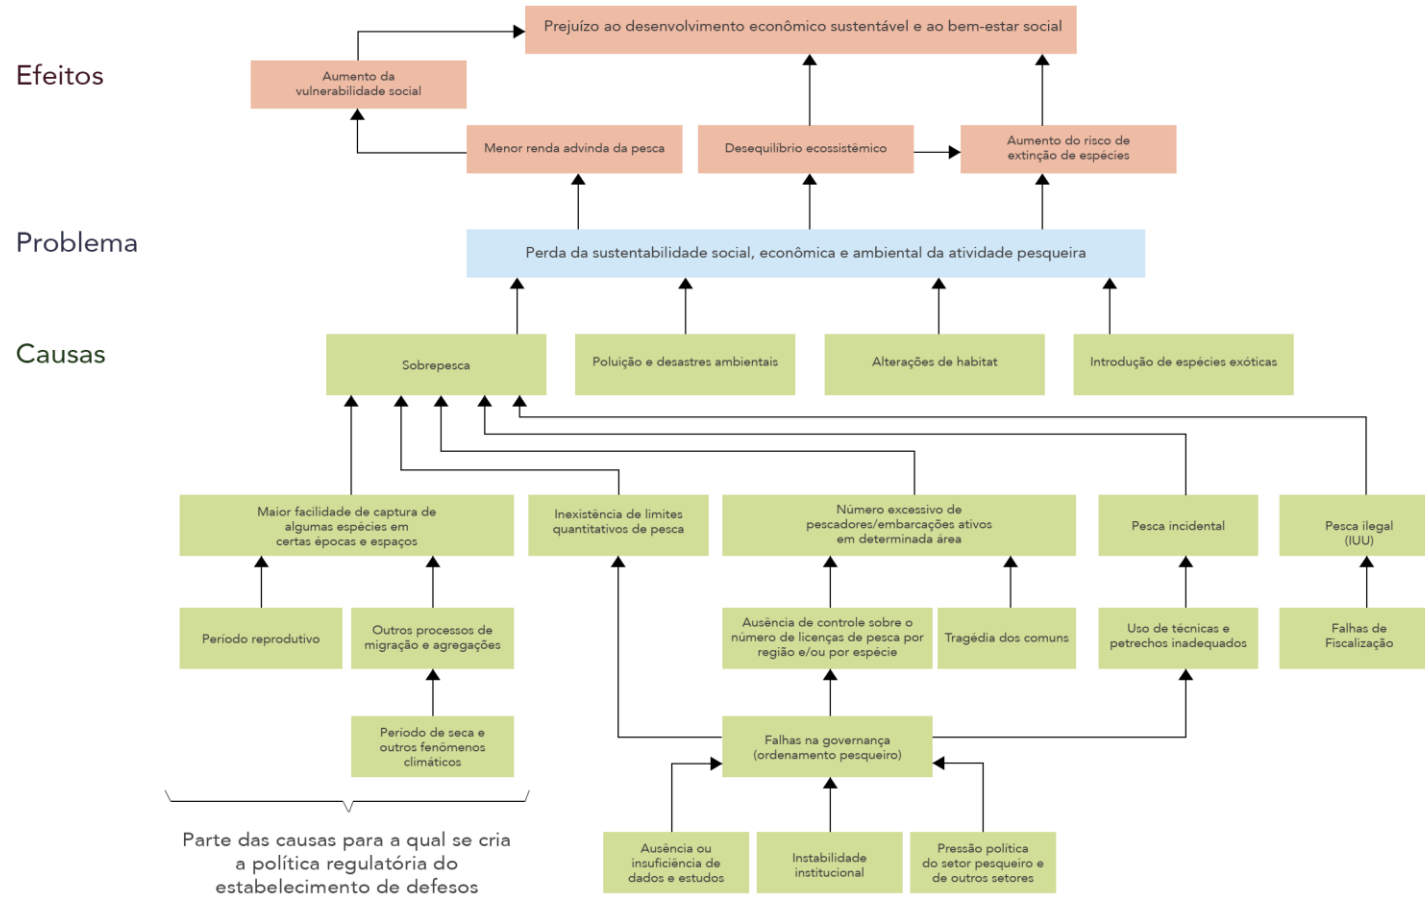 Prejuízo ao desenvolvimento econômico sustentável e ao bem-estar social
Efeitos
Aumento da
vulnerabilidade social
Menor renda advinda da pesca
Desequilíbrio ecossistêmico
Aumento do risco de
extinção de espécies
Problema
Perda da sustentabilidade social, econômica e ambiental da atividade pesqueira
Causas
Sobrepesca
Poluição e desastres ambientais
Alterações de habitat
Introdução de espécies exóticas
Maior facilidade de captura de
algumas espécies em
certas épocas e espaços
Inexistência de limites
quantitativos de pesca
Número excessivo de
pescadores/embarcações ativos
em determinada área
Pesca incidental
Pesca ilegal
(IUU)
Período reprodutivo
Outros processos de
migração e agregações
Ausência de controle sobre o
número de licenças de pesca por
região e/ou por espécie
Tragédia dos comuns
Uso de técnicas e
petrechos inadequados
Falhas de
Fiscalização
Período de seca e
outros fenômenos
climáticos
Falhas na governança
(ordenamento pesqueiro)
Parte das causas para a qual se cria
a política regulatória do
estabelecimento de defesos
Ausência ou
insuficiência de
dados e estudos
Instabilidade
institucional
Pressão política
do setor pesqueiro e
de outros setores